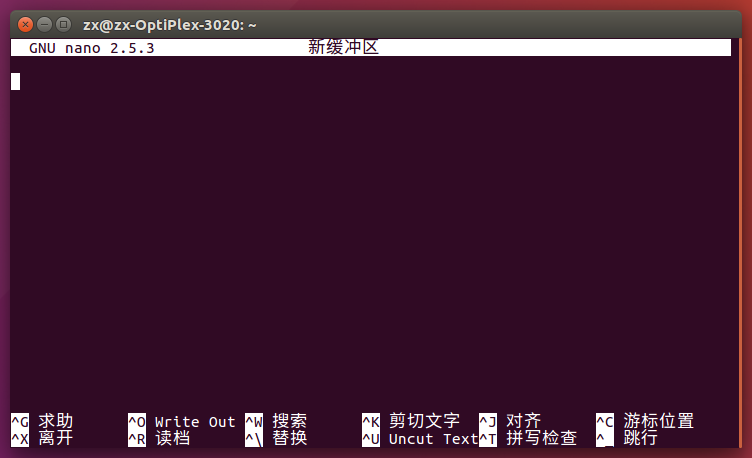 zx@zx-OptiPlex-3020: ~
GNU nano 2.5.3 新缓冲区
^G 求助 ^O Write Out ^W 搜索 ^K 剪切文字 ^J 对齐 ^C 游标位置
^X 离开 ^R 读档 ^\ 替换 ^U Uncut Text ^T 拼写检查 ^_ 跳行